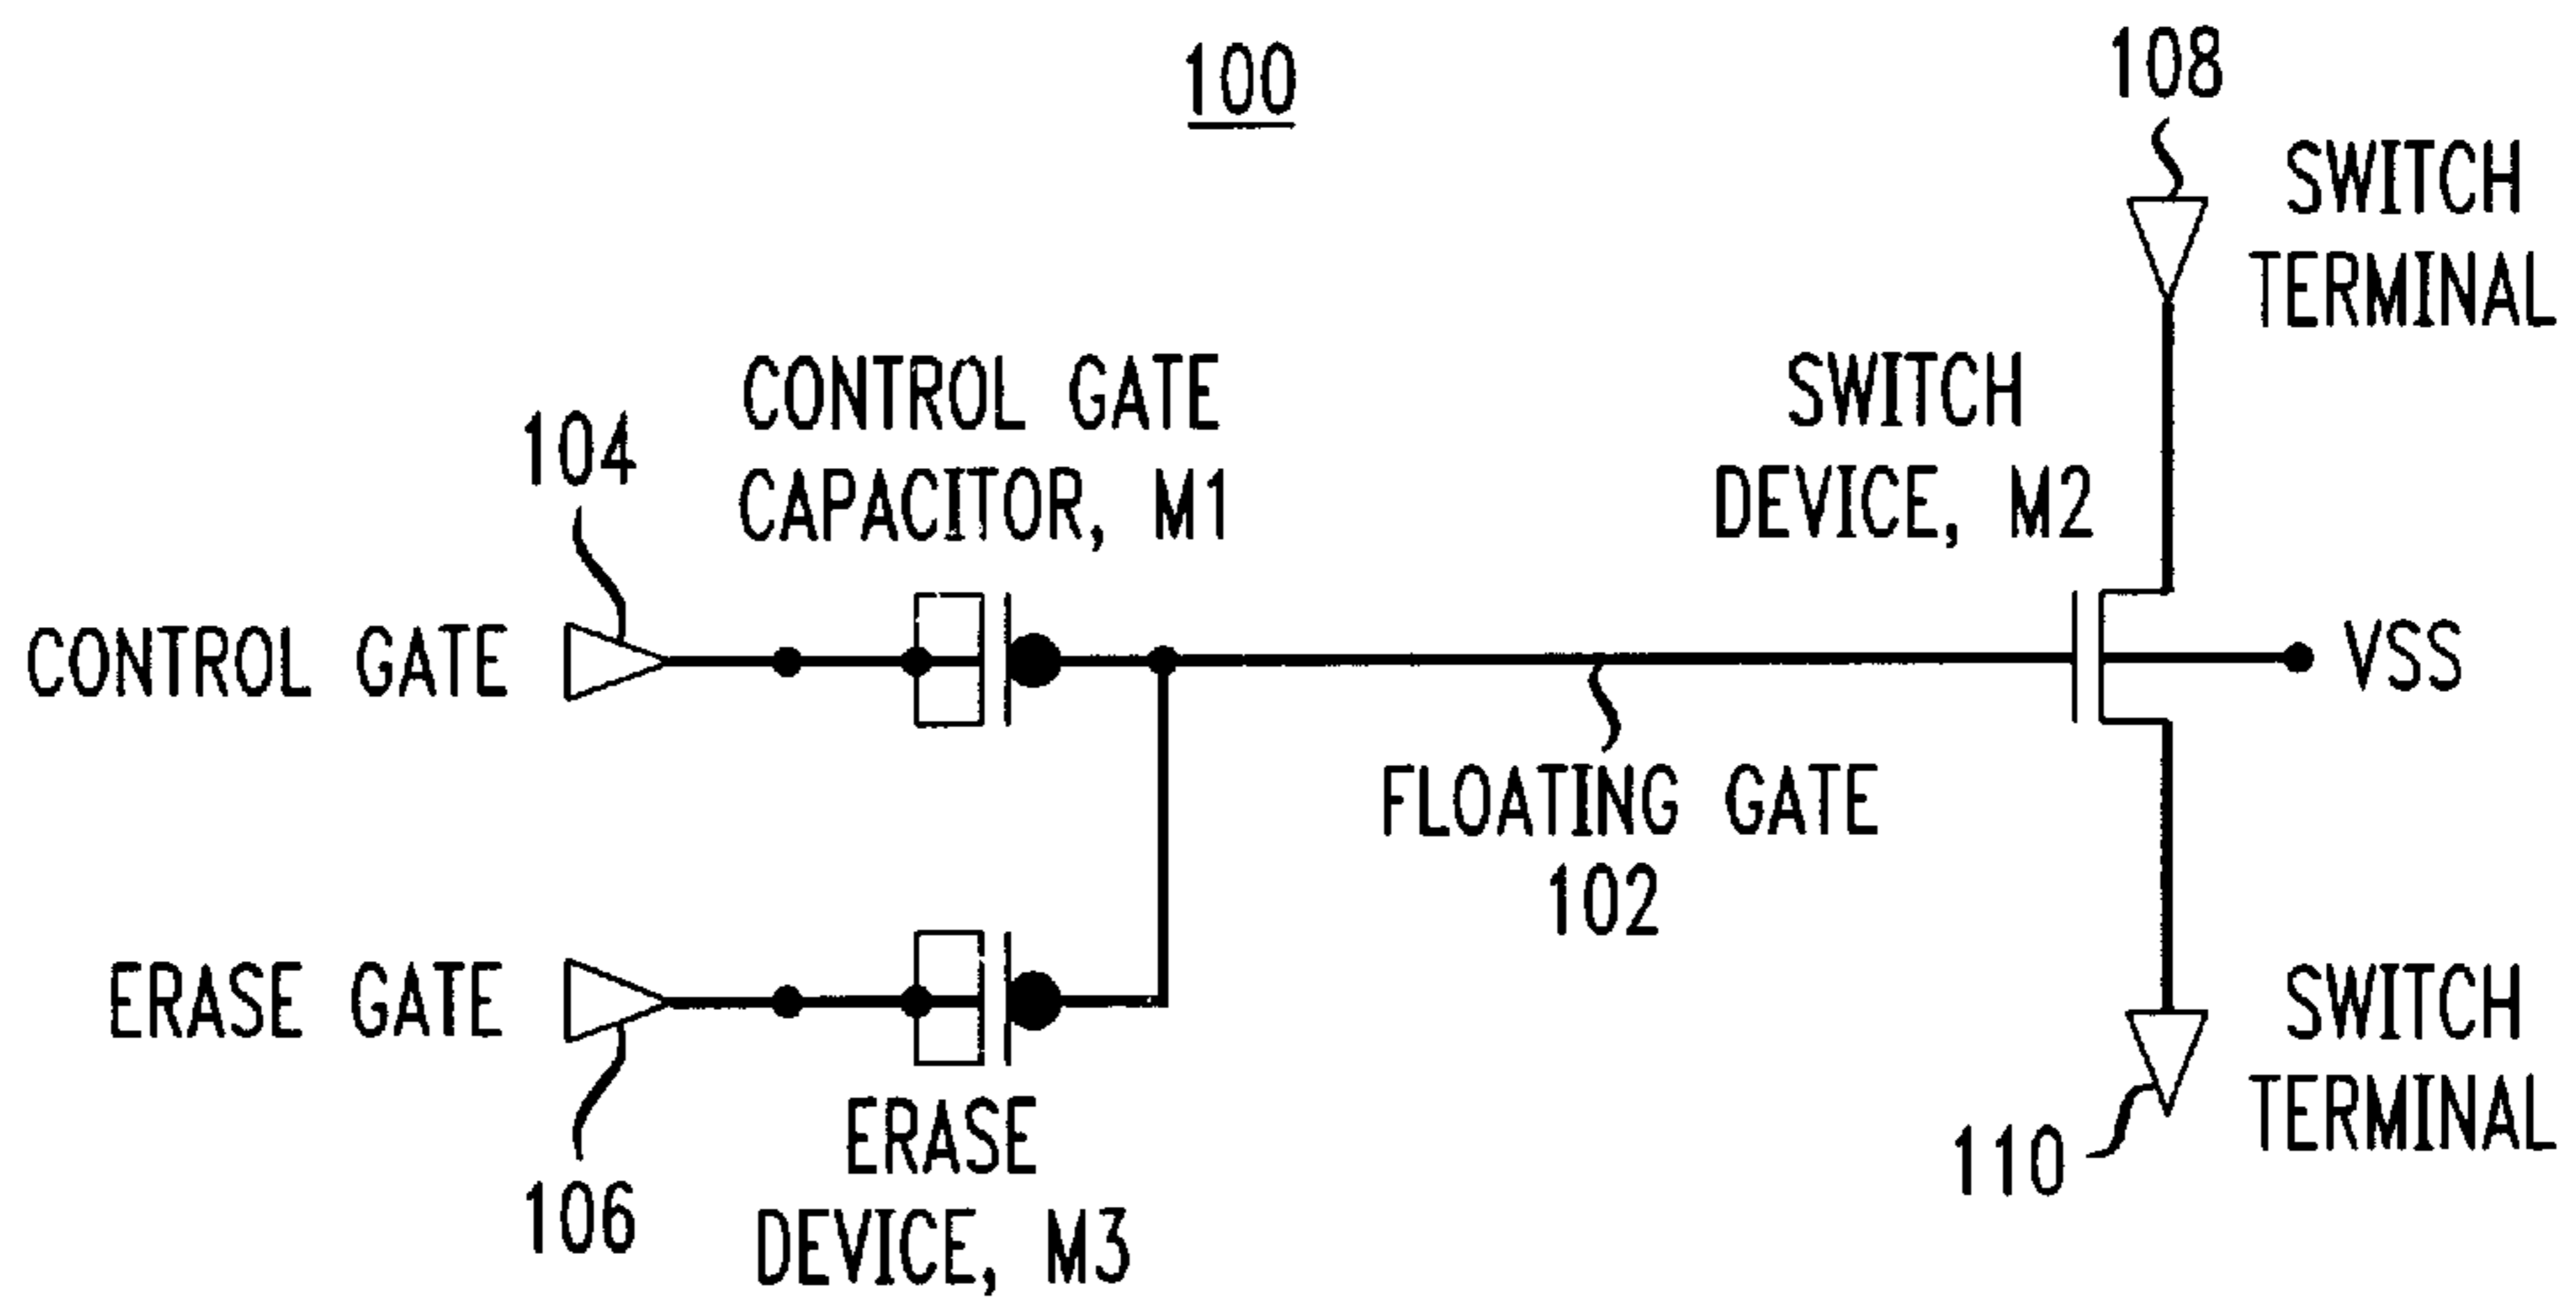 100
108
SWITCH
TERMINAL
CONTROL GATE
CAPACITOR, M1
SWITCH
DEVICE, M2
104
CONTROL GATE
VSS
FLOATING GATE
102
ERASE GATE
106
ERASE
DEVICE, M3
SWITCH
TERMINAL
110